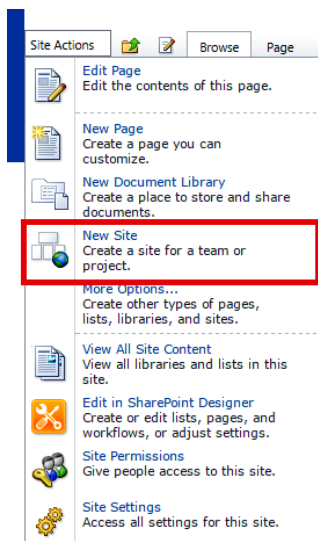 Site Actions Browse Page
Edit Page
Edit the contents of this page.
New Page
Create a page you can
customize.
New Document Library
Create a place to store and share
documents.
New Site
Create a site for a team or
project.
More Options...
Create other types of pages,
lists, libraries, and sites.
View All Site Content
View all libraries and lists in this
site.
Edit in SharePoint Designer
Create or edit lists, pages, and
workflows, or adjust settings.
Site Permissions
Give people access to this site.
Site Settings
Access all settings for this site.